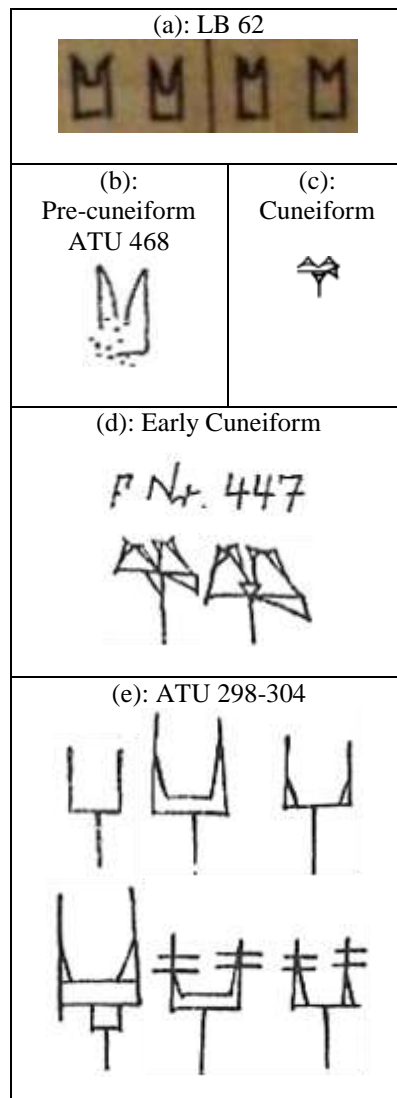 (a): LB 62
(b):
Pre-cuneiform
ATU 468
(c):
Cuneiform
(d): Early Cuneiform
F Nr. 447
(e): ATU 298-304